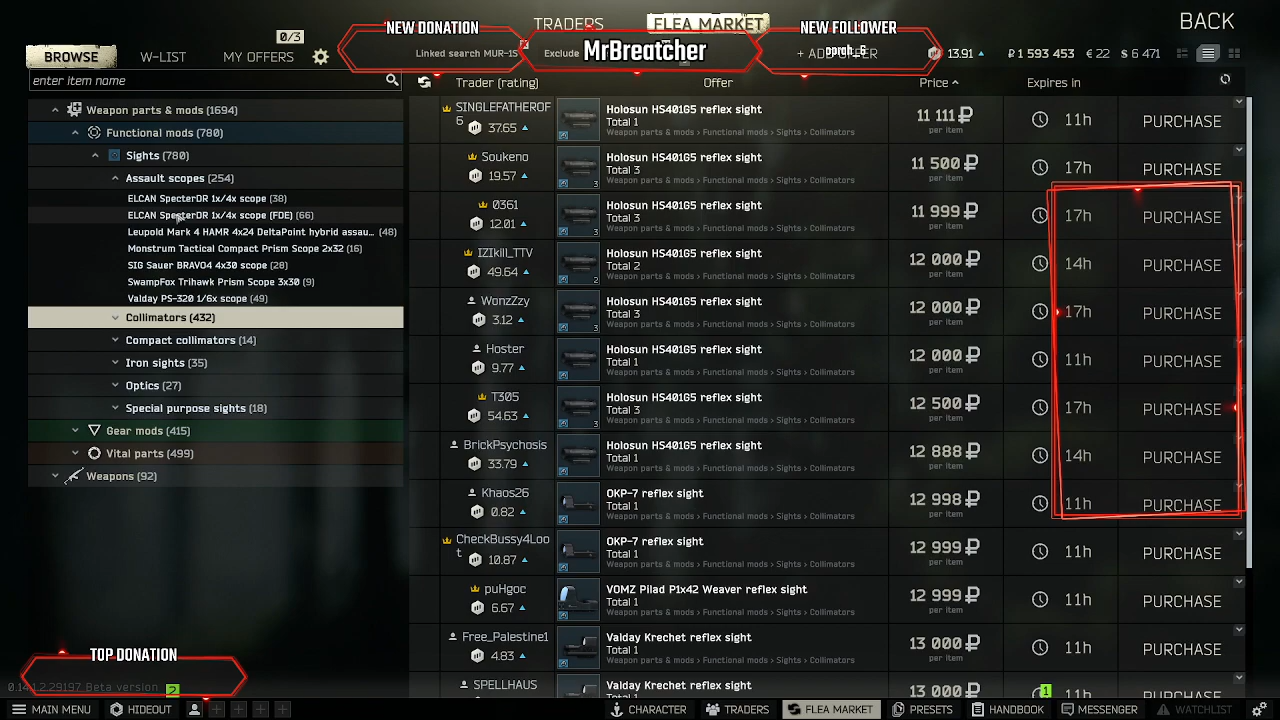 NEW DONATION
TRADERS
FLEA MARKET
NEW FOLLOWER
BACK
0/3
BROWSE
W-LIST
MY OFFERS
Linked search MUR-1S
Exclude
MrBreatcher
+ ADD OFFER
pprah_6
13.91
₽ 1 593 453
€ 22
$ 6 471
enter item name
Trader (rating)
Offer
Price
Expires in
Weapon parts & mods (1694)
Functional mods (780)
Sights (780)
Assault scopes (254)
ELCAN SpecterDR 1x/4x scope (38)
ELCAN SpecterDR 1x/4x scope (FDE) (66)
Leupold Mark 4 HAMR 4x24 DeltaPoint hybrid assau... (48)
Monstrum Tactical Compact Prism Scope 2x32 (16)
SIG Sauer BRAVO4 4x30 scope (28)
SwampFox Trihawk Prism Scope 3x30 (9)
Valday PS-320 1/6x scope (49)
Collimators (432)
Compact collimators (14)
Iron sights (35)
Optics (27)
Special purpose sights (18)
Gear mods (415)
Vital parts (499)
Weapons (92)
SINGLEFATHEROF6
37.65
Holosun HS401G5 reflex sight
Total 1
Weapon parts & mods > Functional mods > Sights > Collimators
11 111 ₽
per item
11h
PURCHASE
Soukeno
19.57
3
Holosun HS401G5 reflex sight
Total 3
Weapon parts & mods > Functional mods > Sights > Collimators
11 500 ₽
per item
17h
PURCHASE
0361
12.01
3
Holosun HS401G5 reflex sight
Total 3
Weapon parts & mods > Functional mods > Sights > Collimators
11 999 ₽
per item
17h
PURCHASE
IZIkill_TTV
49.64
2
Holosun HS401G5 reflex sight
Total 2
Weapon parts & mods > Functional mods > Sights > Collimators
12 000 ₽
per item
14h
PURCHASE
WonzZzy
3.12
3
Holosun HS401G5 reflex sight
Total 3
Weapon parts & mods > Functional mods > Sights > Collimators
12 000 ₽
per item
17h
PURCHASE
Hoster
9.77
Holosun HS401G5 reflex sight
Total 1
Weapon parts & mods > Functional mods > Sights > Collimators
12 000 ₽
per item
11h
PURCHASE
T305
54.63
3
Holosun HS401G5 reflex sight
Total 3
Weapon parts & mods > Functional mods > Sights > Collimators
12 500 ₽
per item
17h
PURCHASE
BrickPsychosis
33.79
Holosun HS401G5 reflex sight
Total 1
Weapon parts & mods > Functional mods > Sights > Collimators
12 888 ₽
per item
14h
PURCHASE
Khaos26
0.82
OKP-7 reflex sight
Total 1
Weapon parts & mods > Functional mods > Sights > Collimators
12 998 ₽
per item
11h
PURCHASE
CheckBussy4Loot
10.87
OKP-7 reflex sight
Total 1
Weapon parts & mods > Functional mods > Sights > Collimators
12 999 ₽
per item
11h
PURCHASE
puHgoc
6.67
VOMZ Pilad P1x42 Weaver reflex sight
Total 1
Weapon parts & mods > Functional mods > Sights > Collimators
12 999 ₽
per item
11h
PURCHASE
Free_Palestine1
4.83
Valday Krechet reflex sight
Total 1
Weapon parts & mods > Functional mods > Sights > Collimators
13 000 ₽
per item
11h
PURCHASE
SPELLHAUS
Valday Krechet reflex sight
13 000 ₽
11h
PURCHASE
TOP DONATION
0.14.1.2.29197 Beta version
2
1
MAIN MENU
HIDEOUT
CHARACTER
TRADERS
FLEA MARKET
PRESETS
HANDBOOK
MESSENGER
WATCHLIST